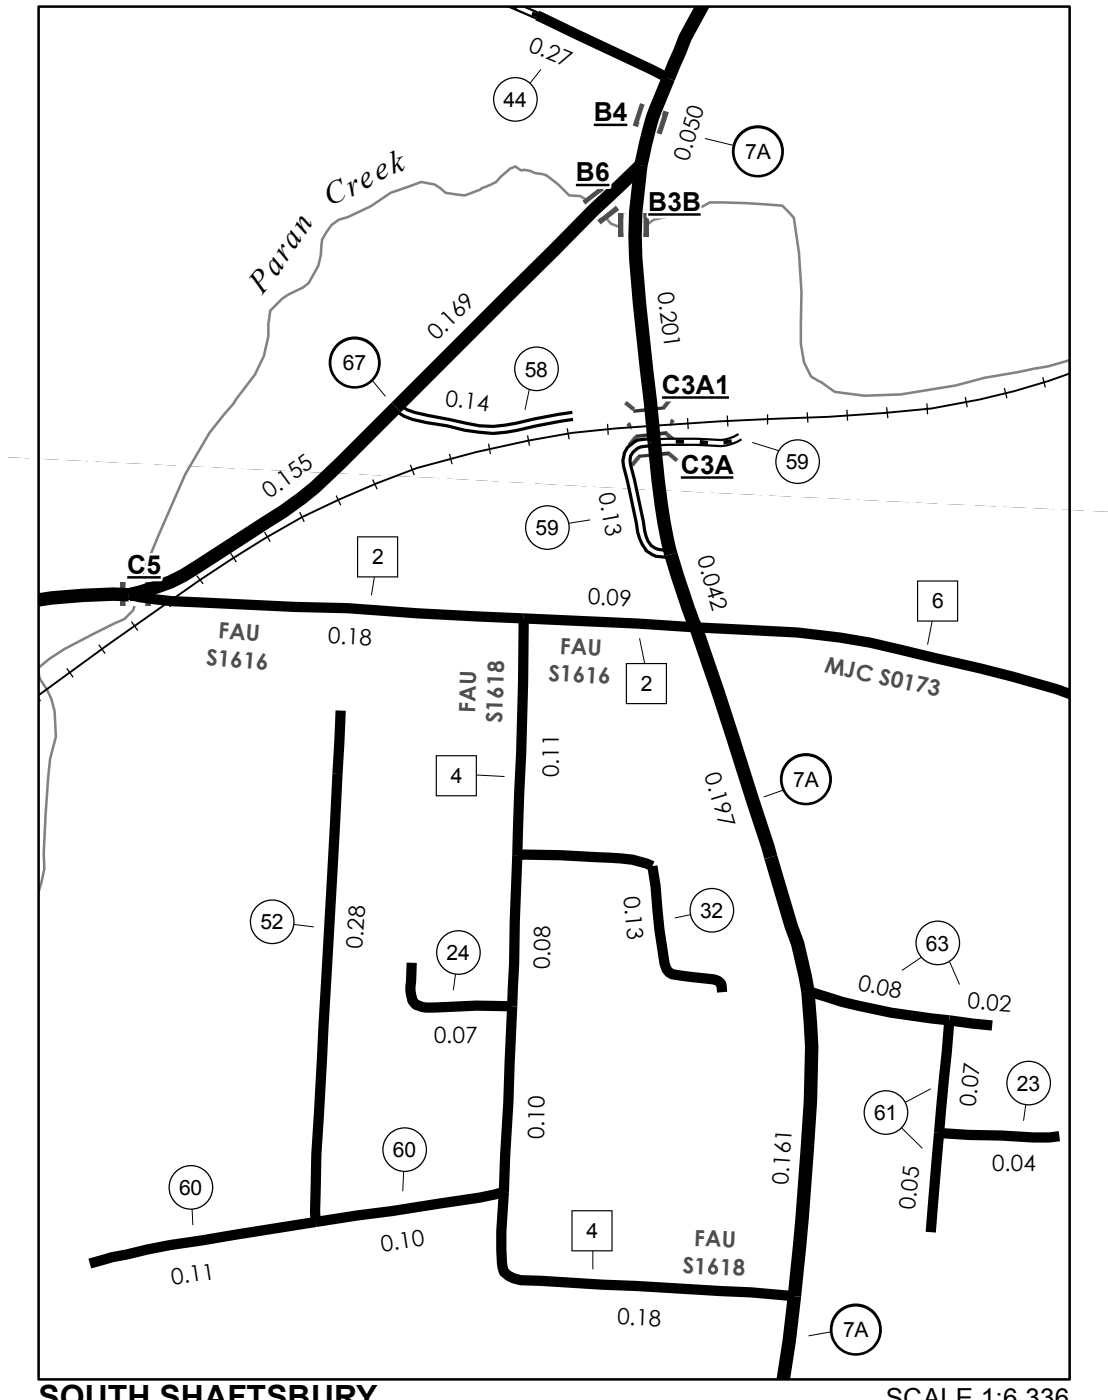 0.27
44
B4
0.050
7A
B6
B3B
Paran Creek
0.169
0.201
67
58
0.14
C3A1
C3A
59
0.155
0.13
59
C5
2
0.042
0.09
6
FAU
S1616
0.18
FAU
S1616
2
MJC S0173
FAU
S1618
0.11
4
7A
0.197
52
0.28
0.13
32
24
0.08
0.07
63
0.08
0.02
0.07
23
61
0.04
0.05
0.10
0.161
60
60
0.10
0.11
4
FAU
S1618
0.18
7A
SOUTH SHAFTSBURY
SCALE 1:6,336